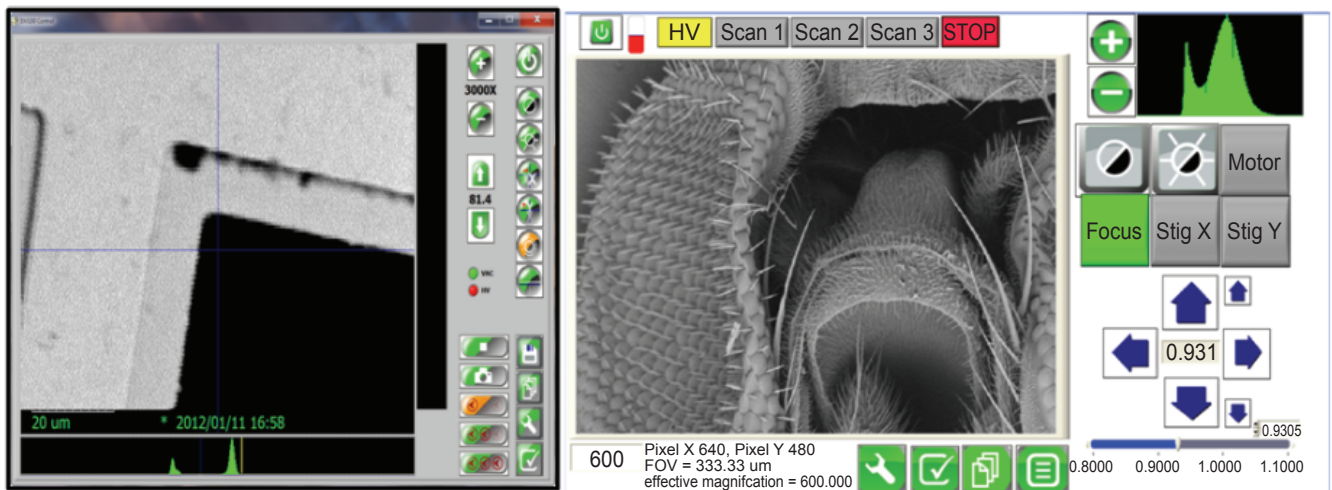 3000X
81.4
VAC
HV
20 um * 2012/01/11 16:58
HV Scan 1 Scan 2 Scan 3 STOP
Motor
Focus Stig X Stig Y
0.931
0.9305
0.8000 0.9000 1.0000 1.1000
600
Pixel X 640, Pixel Y 480
FOV = 333.33 um
effective magnifcation = 600.000